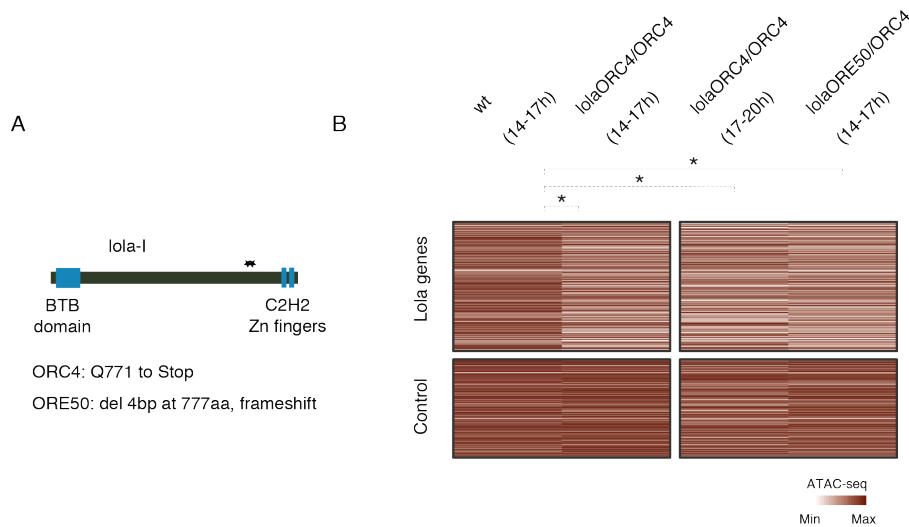 A
B
wt
(14-17h)
lolaORC4/ORC4
(14-17h)
lolaORC4/ORC4
(17-20h)
lolaORE50/ORC4
(14-17h)
*
*
*
lola-I
BTB
domain
C2H2
Zn fingers
ORC4: Q771 to Stop
ORE50: del 4bp at 777aa, frameshift
Lola genes
Control
ATAC-seq
Min Max